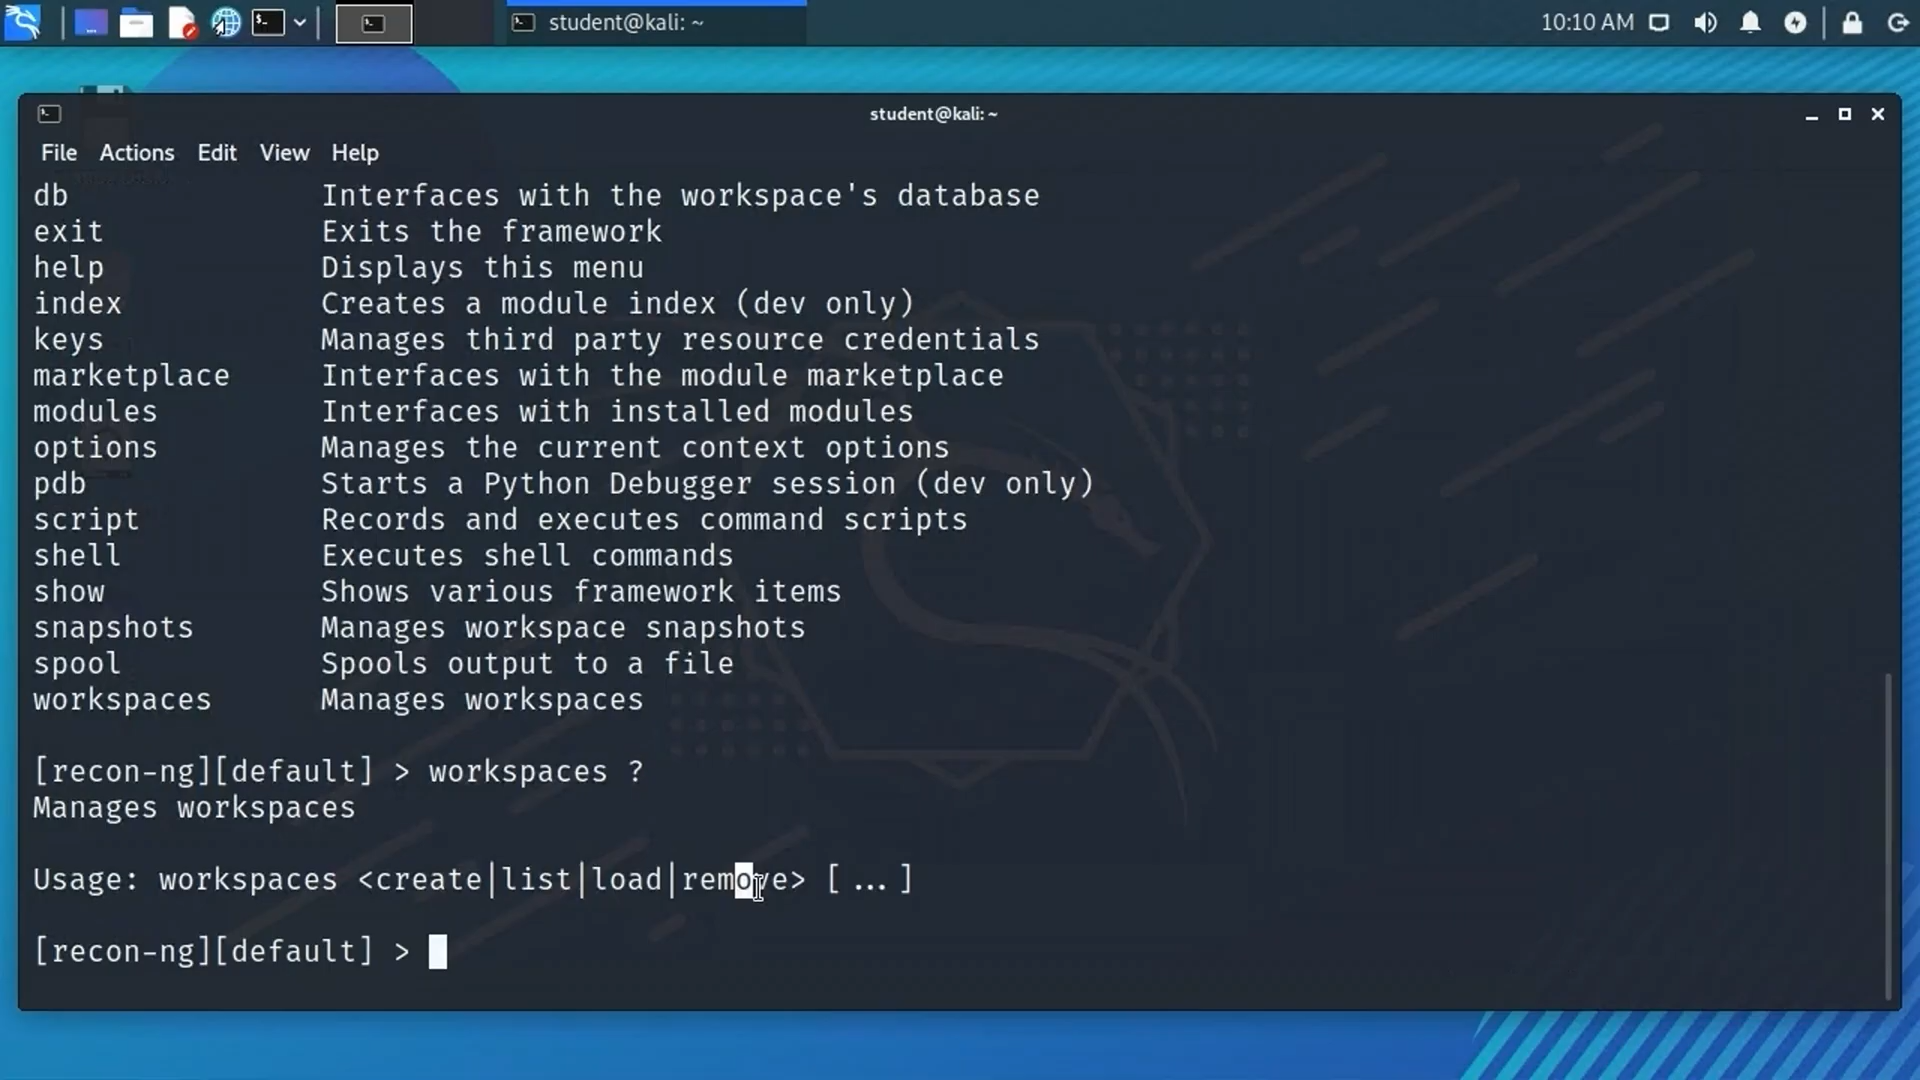 student@kali: ~
10:10 AM
student@kali: ~
File Actions Edit View Help
db Interfaces with the workspace's database
exit Exits the framework
help Displays this menu
index Creates a module index (dev only)
keys Manages third party resource credentials
marketplace Interfaces with the module marketplace
modules Interfaces with installed modules
options Manages the current context options
pdb Starts a Python Debugger session (dev only)
script Records and executes command scripts
shell Executes shell commands
show Shows various framework items
snapshots Manages workspace snapshots
spool Spools output to a file
workspaces Manages workspaces
[recon-ng][default] > workspaces ?
Manages workspaces
Usage: workspaces <create|list|load|remove> [ ... ]
[recon-ng][default] >